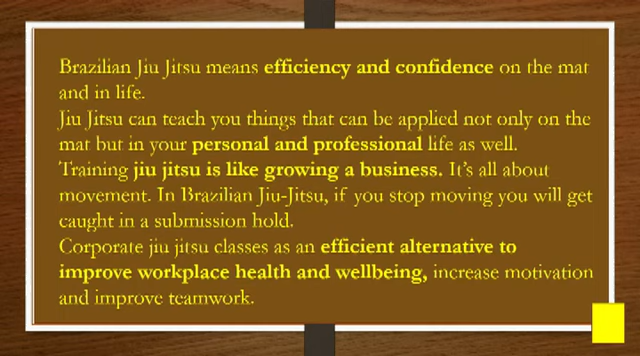 Brazilian Jiu Jitsu means efficiency and confidence on the mat
and in life.
Jiu Jitsu can teach you things that can be applied not only on the
mat but in your personal and professional life as well.
Training jiu jitsu is like growing a business. It's all about
movement. In Brazilian Jiu-Jitsu, if you stop moving you will get
caught in a submission hold.
Corporate jiu jitsu classes as an efficient alternative to
improve workplace health and wellbeing, increase motivation
and improve teamwork.